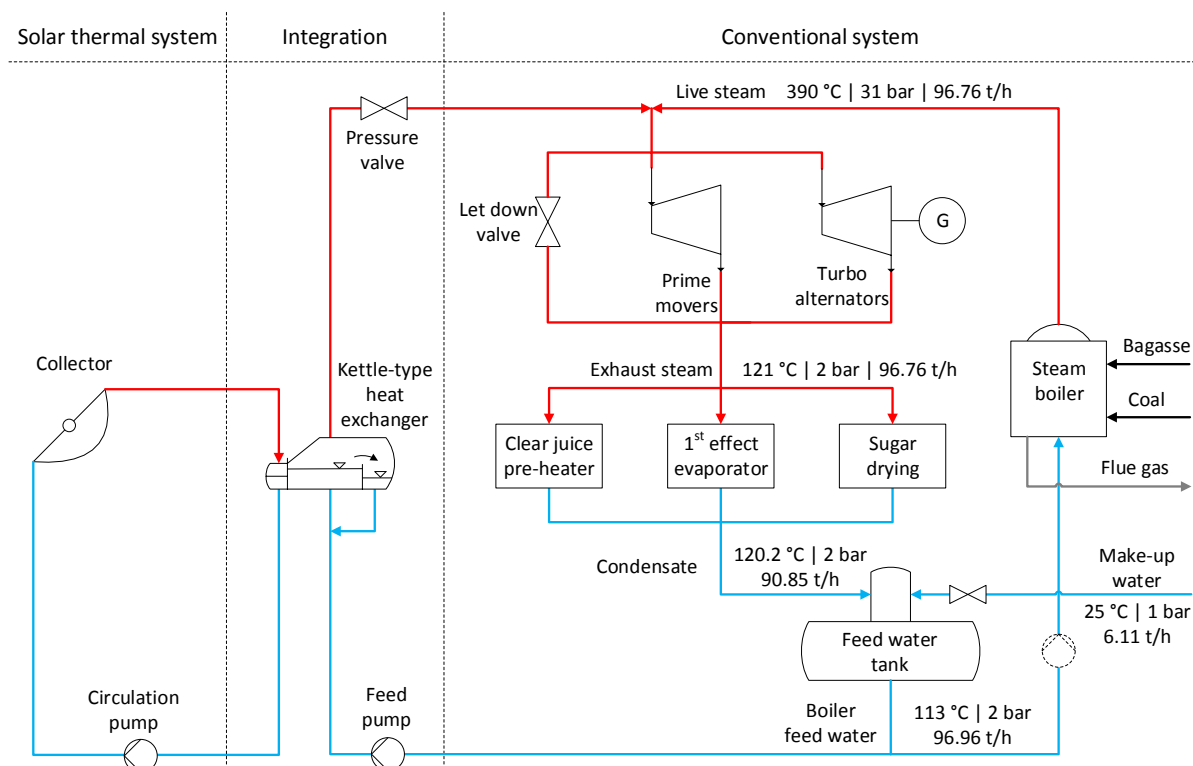 Solar thermal system
Integration
Conventional system
Live steam 390 °C | 31 bar | 96.76 t/h
Pressure
valve
Let down
valve
G
Prime
movers
Turbo
alternators
Collector
Kettle-type
heat
exchanger
Exhaust steam 121 °C | 2 bar | 96.76 t/h
Steam
boiler
Bagasse
Coal
Flue gas
Clear juice
pre-heater
1st effect
evaporator
Sugar
drying
Condensate
120.2 °C | 2 bar
90.85 t/h
Make-up
water
25 °C | 1 bar
6.11 t/h
Feed water
tank
Circulation
pump
Feed
pump
Boiler
feed water
113 °C | 2 bar
96.96 t/h